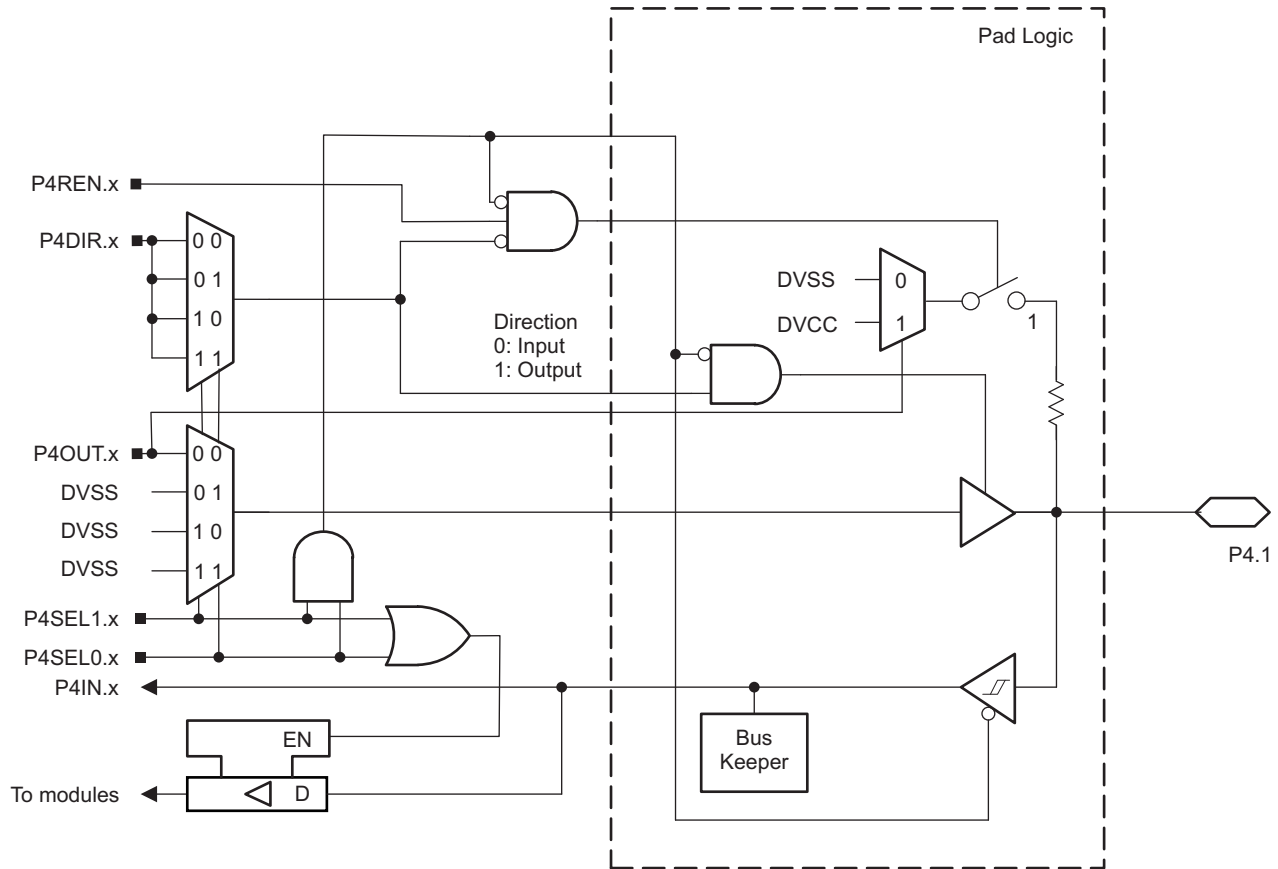 Pad Logic
P4REN.x
P4DIR.x
0 0
0 1
1 0
1 1
Direction
0: Input
1: Output
DVSS
0
DVCC
1
1
P4OUT.x
0 0
DVSS
0 1
DVSS
1 0
DVSS
1 1
P4.1
P4SEL1.x
P4SEL0.x
P4IN.x
Bus
Keeper
EN
To modules
D